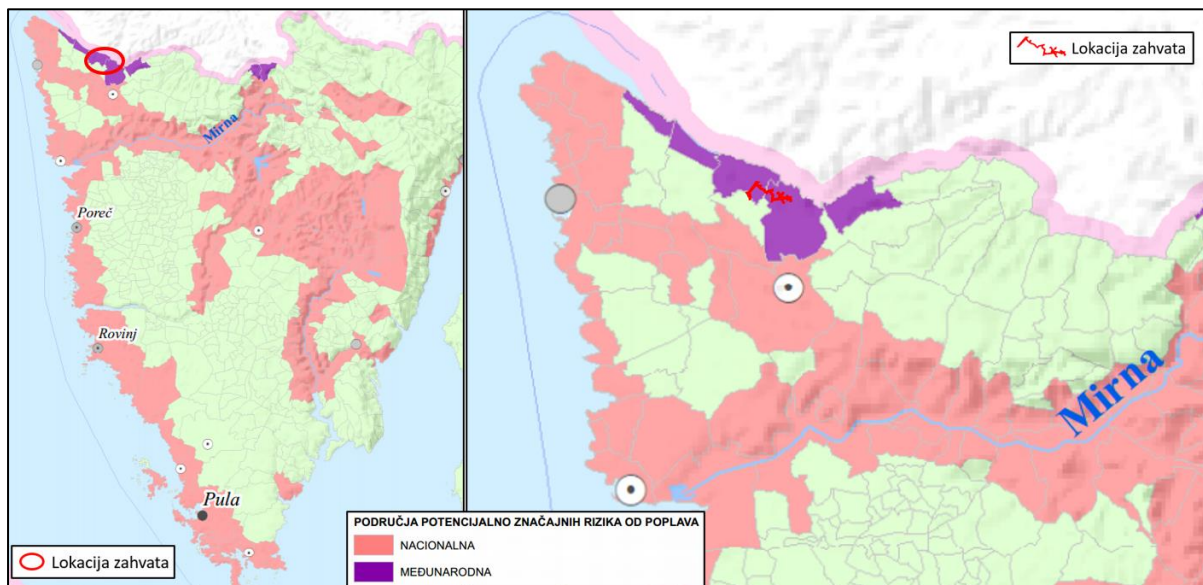 Mirna
Poreč
Rovinj
Pula
Lokacija zahvata
PODRUČJA POTENCIJALNO ZNAČAJNIH RIZIKA OD POPLAVA
NACIONALNA
MEĐUNARODNA
Lokacija zahvata
Mirna